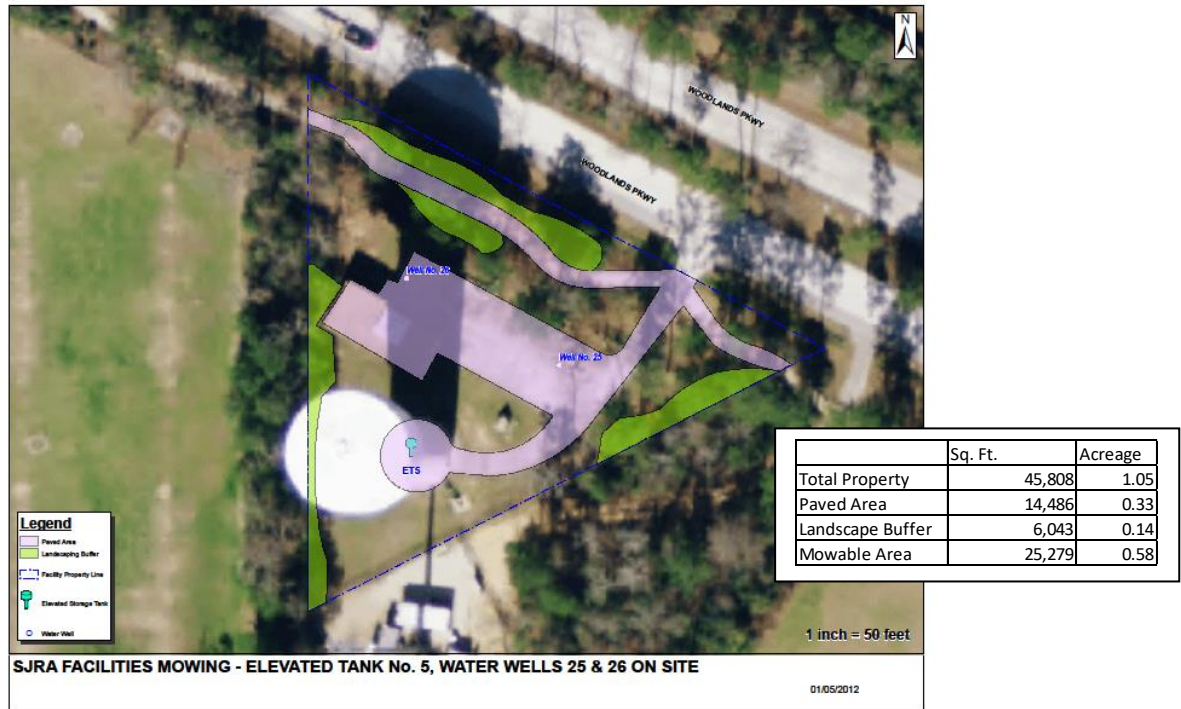 N
WOODLANDS PKWY
WOODLANDS PKWY
Well No. 26
Well No. 25
ETS
Legend
Paved Area
Landscaping Buffer
Facility Property Line
Elevated Storage Tank
Water Well
1 inch = 50 feet
Sq. Ft. Acreage
Total Property 45,808 1.05
Paved Area 14,486 0.33
Landscape Buffer 6,043 0.14
Mowable Area 25,279 0.58
SJRA FACILITIES MOWING - ELEVATED TANK No. 5, WATER WELLS 25 & 26 ON SITE
01/05/2012